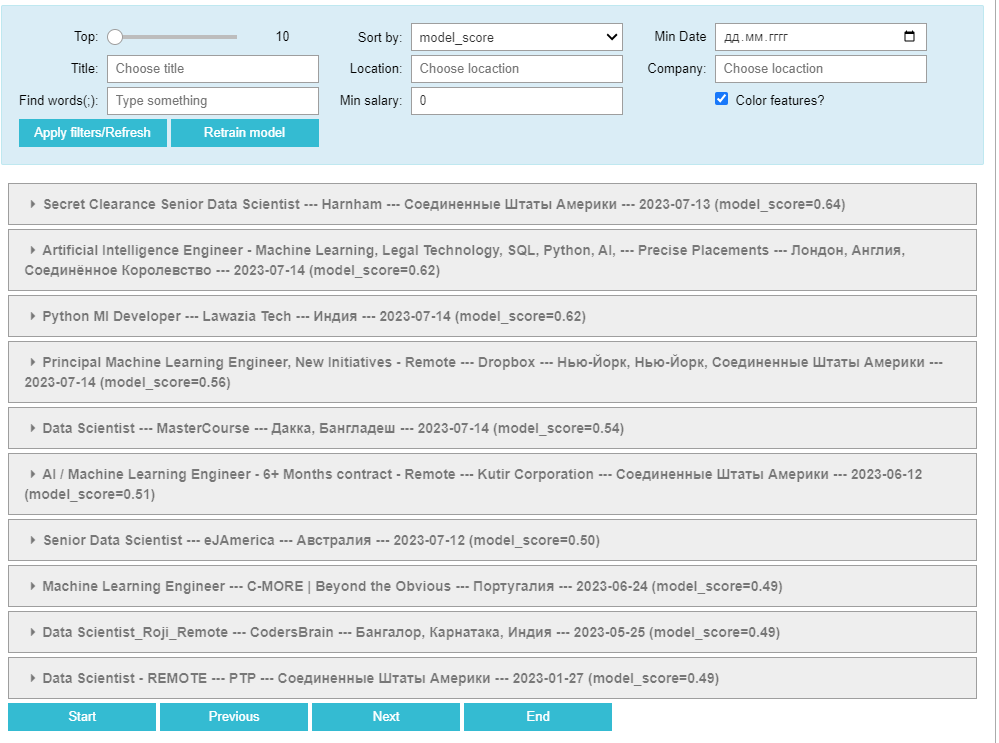 Top: 10 Sort by: model_score Min Date дд.мм.гггг
Title: Choose title Location: Choose locaction Company: Choose locaction
Find words(;): Type something Min salary: 0 Color features?
Apply filters/Refresh Retrain model
Secret Clearance Senior Data Scientist --- Harnham --- Соединенные Штаты Америки --- 2023-07-13 (model_score=0.64)
Artificial Intelligence Engineer - Machine Learning, Legal Technology, SQL, Python, AI, --- Precise Placements --- Лондон, Англия,
Соединённое Королевство --- 2023-07-14 (model_score=0.62)
Python Ml Developer --- Lawazia Tech --- Индия --- 2023-07-14 (model_score=0.62)
Principal Machine Learning Engineer, New Initiatives - Remote --- Dropbox --- Нью-Йорк, Нью-Йорк, Соединенные Штаты Америки ---
2023-07-14 (model_score=0.56)
Data Scientist --- MasterCourse --- Дакка, Бангладеш --- 2023-07-14 (model_score=0.54)
AI / Machine Learning Engineer - 6+ Months contract - Remote --- Kutir Corporation --- Соединенные Штаты Америки --- 2023-06-12
(model_score=0.51)
Senior Data Scientist --- eJAmerica --- Австралия --- 2023-07-12 (model_score=0.50)
Machine Learning Engineer --- C-MORE | Beyond the Obvious --- Португалия --- 2023-06-24 (model_score=0.49)
Data Scientist_Roji_Remote --- CodersBrain --- Бангалор, Карнатака, Индия --- 2023-05-25 (model_score=0.49)
Data Scientist - REMOTE --- PTP --- Соединенные Штаты Америки --- 2023-01-27 (model_score=0.49)
Start Previous Next End